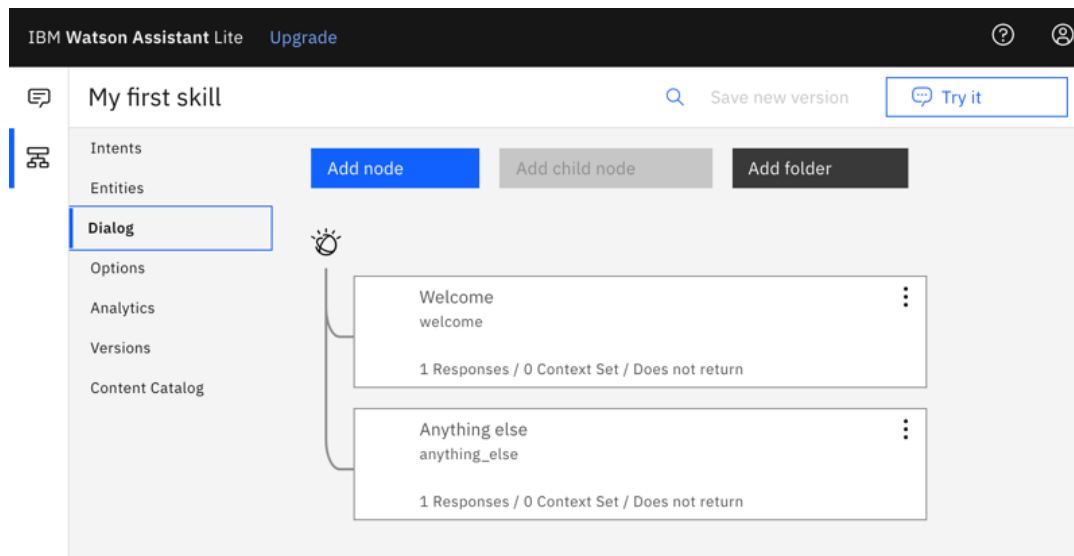 IBM Watson Assistant Lite Upgrade
My first skill
Save new version
Try it
Intents
Entities
Dialog
Options
Analytics
Versions
Content Catalog
Add node
Add child node
Add folder
Welcome
welcome
1 Responses / 0 Context Set / Does not return
Anything else
anything_else
1 Responses / 0 Context Set / Does not return